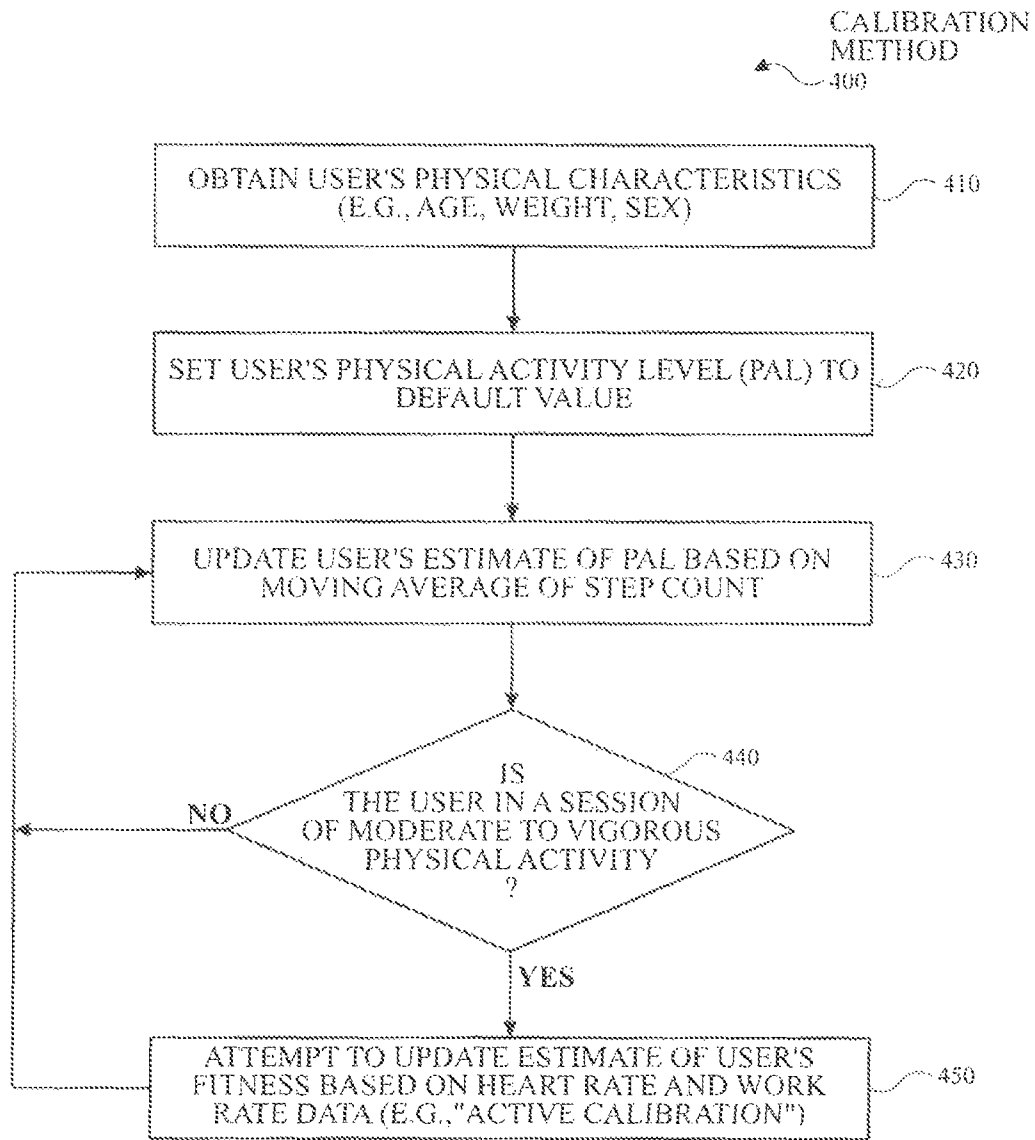 CALIBRATION
METHOD
400
OBTAIN USER'S PHYSICAL CHARACTERISTICS
(E.G., AGE, WEIGHT, SEX)
410
SET USER'S PHYSICAL ACTIVITY LEVEL (PAL) TO
DEFAULT VALUE
420
UPDATE USER'S ESTIMATE OF PAL BASED ON
MOVING AVERAGE OF STEP COUNT
430
IS
THE USER IN A SESSION
OF MODERATE TO VIGOROUS
PHYSICAL ACTIVITY
?
440
NO
YES
ATTEMPT TO UPDATE ESTIMATE OF USER'S
FITNESS BASED ON HEART RATE AND WORK
RATE DATA (E.G.,"ACTIVE CALIBRATION")
450